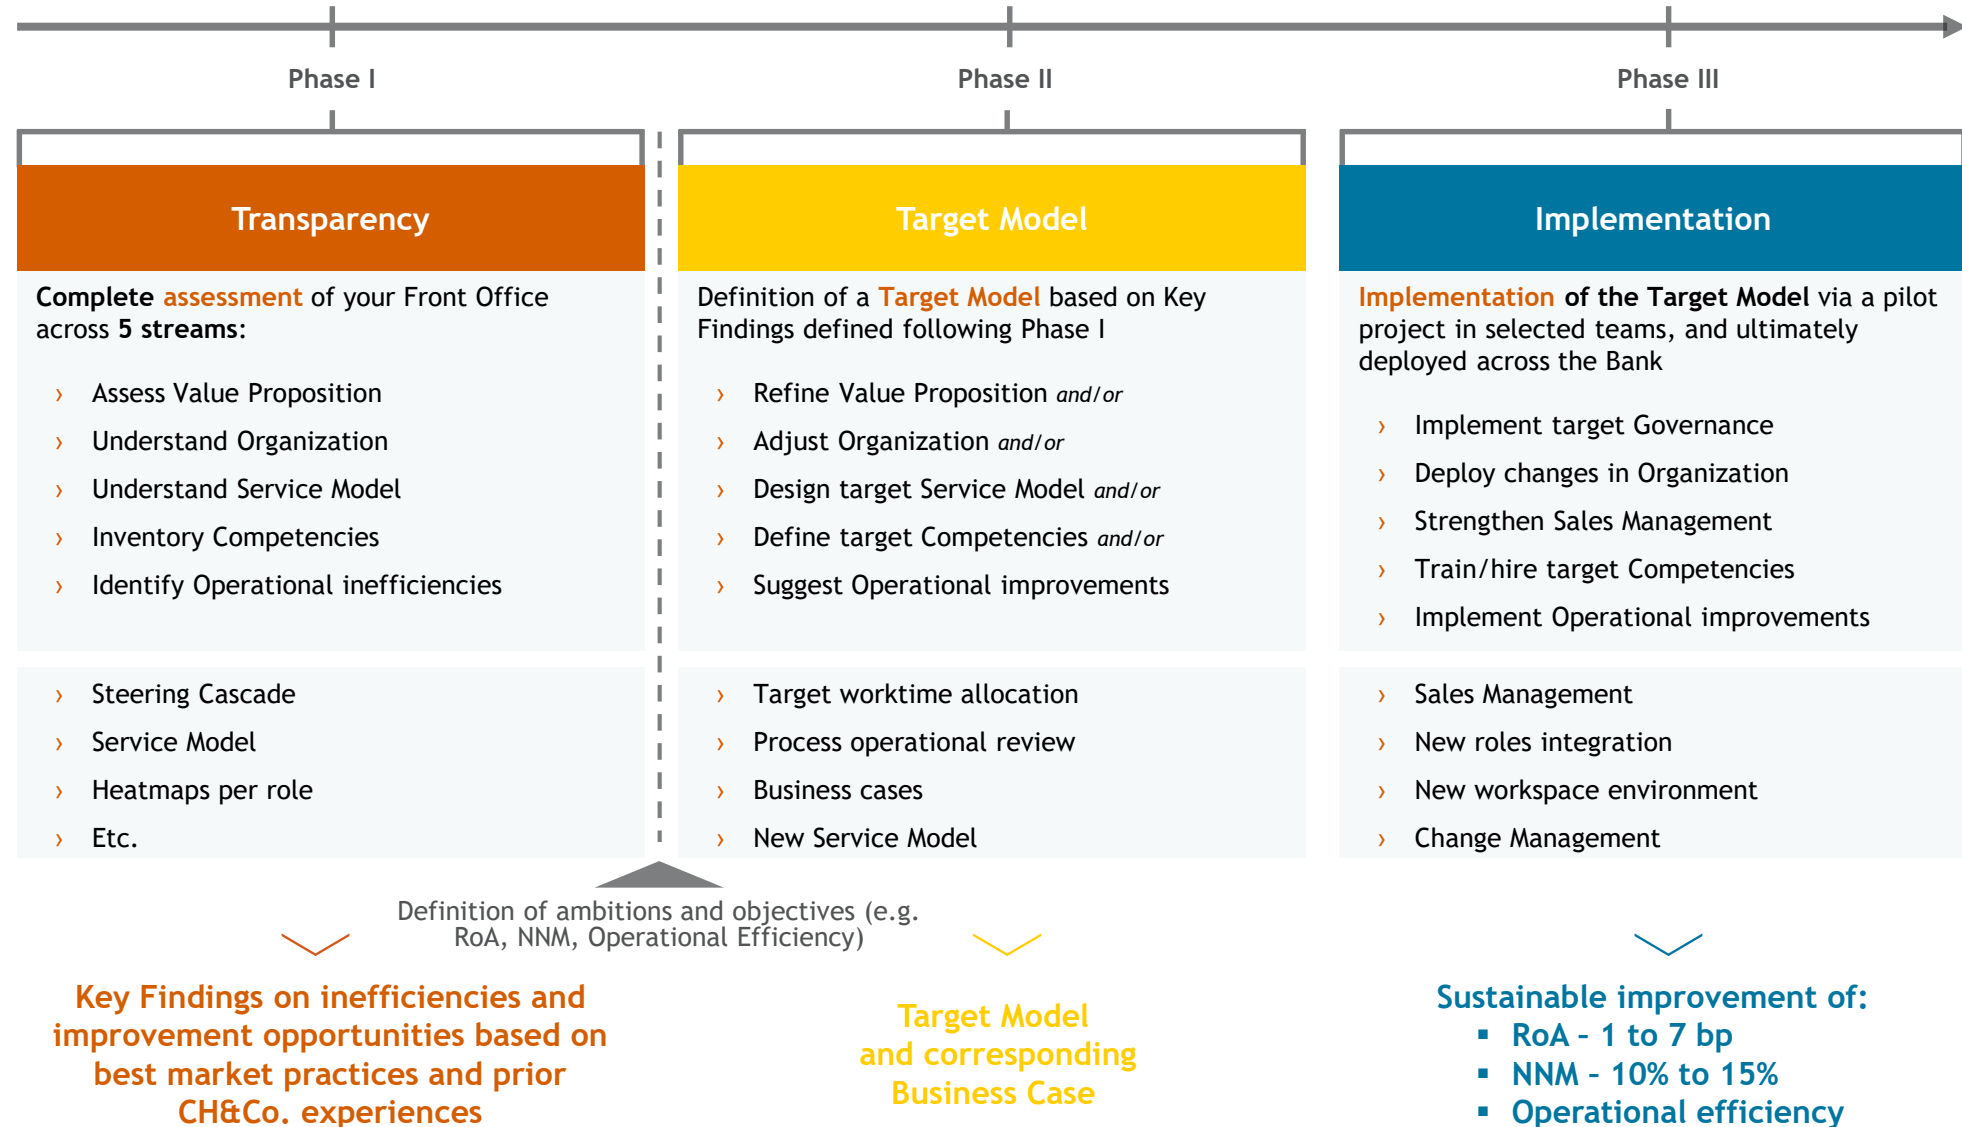 Phase I
Phase II
Phase III
Transparency
Complete assessment of your Front Office
across 5 streams:
› Assess Value Proposition
› Understand Organization
› Understand Service Model
› Inventory Competencies
› Identify Operational inefficiencies
› Steering Cascade
› Service Model
› Heatmaps per role
› Etc.
Target Model
Definition of a Target Model based on Key
Findings defined following Phase I
› Refine Value Proposition and/or
› Adjust Organization and/or
› Design target Service Model and/or
› Define target Competencies and/or
› Suggest Operational improvements
› Target worktime allocation
› Process operational review
› Business cases
› New Service Model
Implementation
Implementation of the Target Model via a pilot
project in selected teams, and ultimately
deployed across the Bank
› Implement target Governance
› Deploy changes in Organization
› Strengthen Sales Management
› Train/hire target Competencies
› Implement Operational improvements
› Sales Management
› New roles integration
› New workspace environment
› Change Management
Definition of ambitions and objectives (e.g.
RoA, NNM, Operational Efficiency)
Key Findings on inefficiencies and
improvement opportunities based on
best market practices and prior
CH&Co. experiences
Target Model
and corresponding
Business Case
Sustainable improvement of:
▪ RoA – 1 to 7 bp
▪ NNM – 10% to 15%
▪ Operational efficiency